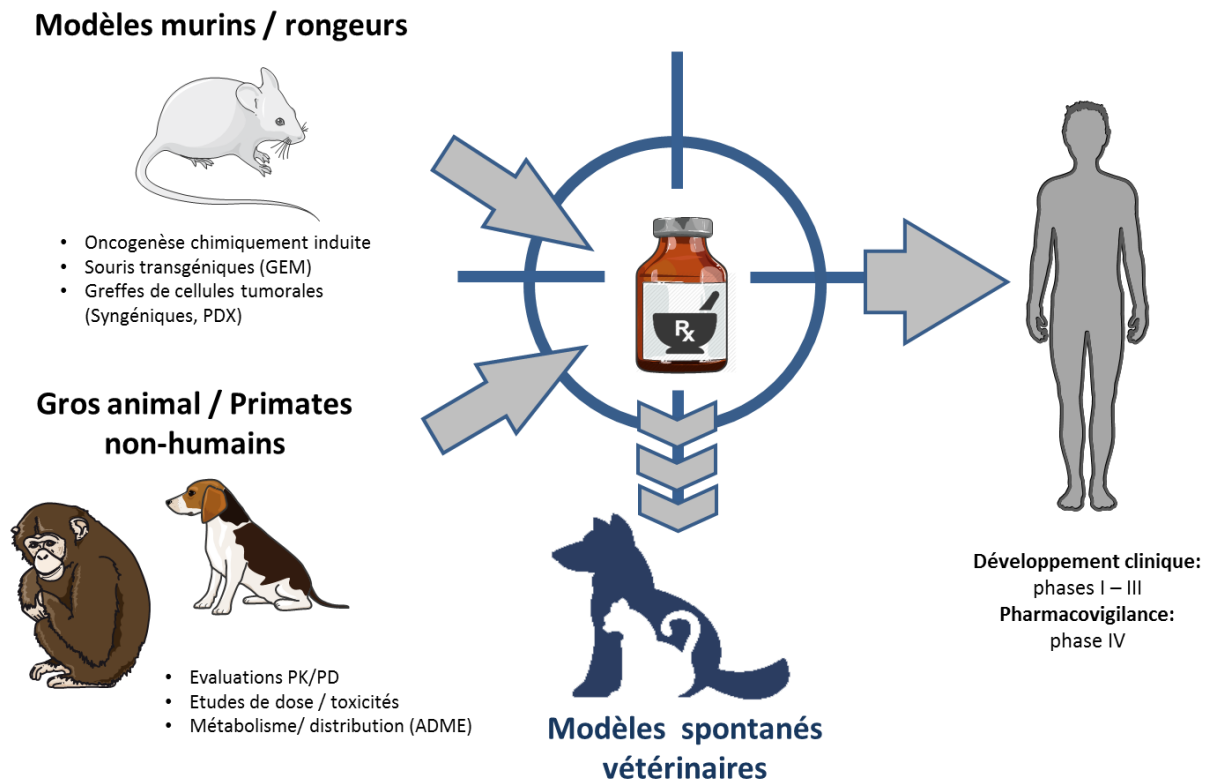 Modèles murins / rongeurs
• Oncogenèse chimiquement induite
• Souris transgéniques (GEM)
• Greffes de cellules tumorales
(Syngéniques, PDX)
Gros animal / Primates
non-humains
• Evaluations PK/PD
• Etudes de dose / toxicités
• Métabolisme/ distribution (ADME)
Rx
Modèles spontanés
vétérinaires
Développement clinique:
phases I – III
Pharmacovigilance:
phase IV